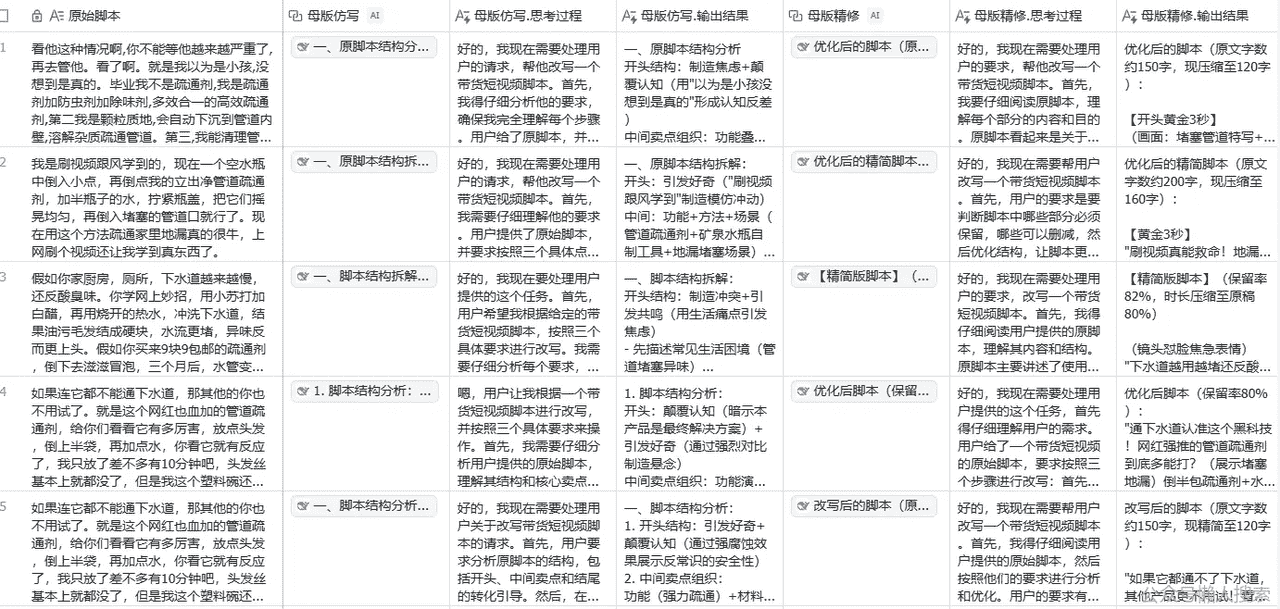 原始脚本
母版仿写 AI
母版仿写.思考过程
母版仿写.输出结果
母版精修 AI
母版精修.思考过程
母版精修.输出结果
1
看他这种情况啊,你不能等他越来越严重了,
再去管他。看了啊。就是我以为是小孩,没
想到是真的。毕业我不是疏通剂,我是疏通
剂加防虫剂加除味剂,多效合一的高效疏通
剂,第二我是颗粒质地,会自动下沉到管道内
壁,溶解杂质疏通管道。第三,我能清理管...
一、原脚本结构分...
好的，我现在需要处理用
户的请求，帮他改写一个
带货短视频脚本。首先，
我得仔细分析他的要求，
确保我完全理解每个步骤
。用户给了原脚本，并...
一、原脚本结构分析
开头结构：制造焦虑+颠
覆认知（用"以为是小孩没
想到是真的"形成认知反差
）
中间卖点组织：功能叠...
优化后的脚本（原...
好的，我现在需要处理用
户的要求，帮他改写一个
带货短视频脚本。首先，
我要仔细阅读原脚本，理
解每个部分的内容和目的
。原脚本看起来是关于...
优化后的脚本（原文字数
约150字，现压缩至120字
）：
【开头黄金3秒】
（画面：堵塞管道特写+...
2
我是刷视频跟风学到的，现在一个空水瓶
中倒入小点，再倒点我的立出净管道疏通
剂，加半瓶子的水，拧紧瓶盖，把它们摇
晃均匀，再倒入堵塞的管道口就行了。现
在用这个方法疏通家里地漏真的很牛，上
网刷个视频还让我学到真东西了。
一、原脚本结构拆...
好的，我现在需要处理用
户的请求，帮他改写一个
带货短视频脚本。首先，
我需要仔细理解他的要求
。用户提供了原始脚本，
并要求按照三个具体点...
一、原脚本结构拆解：
开头：引发好奇（"刷视频
跟风学到"制造模仿冲动）
中间：功能+方法+场景（
管道疏通剂+矿泉水瓶自
制工具+地漏堵塞场景）...
优化后的精简脚本...
好的，我现在需要帮用户
改写一个带货短视频脚本
。首先，用户的要求是要
判断脚本中哪些部分必须
保留，哪些可以删减，然
后优化结构，让脚本更...
优化后的精简脚本（原文
字数约200字，现压缩至
160字）：
【黄金3秒】
"刷视频真能救命！地漏...
3
假如你家厨房，厕所，下水道越来越慢，
还反酸臭味。你学网上妙招，用小苏打加
白醋，再用烧开的热水，冲洗下水道，结
果油污毛发结成硬块，水流更堵，异味反
而更上头。假如你买来9块9包邮的疏通剂
，倒下去滋滋冒泡，三个月后，水管变...
一、脚本结构拆解...
好的，我现在要处理用户
提供的这个任务。首先，
用户希望我根据给定的带
货短视频脚本，按照三个
具体要求进行改写。我需
要仔细分析每个要求，...
一、脚本结构拆解：
开头结构：制造冲突+引
发共鸣（用生活痛点引发
焦虑）
- 先描述常见生活困境（管
道堵塞异味）...
【精简版脚本】（...
好的，我现在需要处理用
户的要求，改写一个带货
短视频脚本。首先，我得
仔细阅读用户提供的原脚
本，理解其内容和结构。
原脚本主要讲述了使用...
【精简版脚本】（保留率
82%，时长压缩至原稿
80%）
（镜头怼脸焦急表情）
"下水道越用越堵还反酸...
4
如果连它都不能通下水道，那其他的你也
不用试了。就是这个网红也血加的管道疏
通剂，给你们看看它有多厉害，放点头发
，倒上半袋，再加点水，你看它就有反应
了，我只放了差不多有10分钟吧，头发丝
基本上就都没了，但是我这个塑料碗还...
1. 脚本结构分析：...
嗯，用户让我根据一个带
货短视频脚本进行改写，
并按照三个具体要求来操
作。首先，我需要仔细分
析用户提供的原始脚本，
理解其结构和核心卖点...
1. 脚本结构分析：
开头：颠覆认知（暗示本
产品是最终解决方案）+
引发好奇（通过强烈对比
制造悬念）
中间卖点组织：功能演...
优化后脚本（保留...
好的，我现在需要处理用
户提供的这个任务，首先
得仔细理解用户的需求。
用户给了一个带货短视频
的原始脚本，要求按照三
个步骤进行改写：首先...
优化后脚本（保留率80%
）：
"通下水道认准这个黑科技
！网红强推的管道疏通剂
到底多能打？（展示堵塞
地漏）倒半包疏通剂+水...
5
如果连它都不能通下水道，那其他的你也
不用试了。就是这个网红也血加的管道疏
通剂，给你们看看它有多厉害，放点头发
，倒上半袋，再加点水，你看它就有反应
了，我只放了差不多有10分钟吧，头发丝
基本上就都没了，但是我这个塑料碗还...
一、脚本结构分析...
好的，我现在需要处理用
户关于改写带货短视频脚
本的请求。首先，用户要
求分析原脚本的结构，包
括开头、中间卖点和结尾
的转化引导。然后，在...
一、脚本结构分析：
1. 开头结构：引发好奇+
颠覆认知（通过强腐蚀效
果展示反常识的安全性）
2. 中间卖点组织：
功能（强力疏通）+材料...
改写后的脚本（原...
好的，我现在需要帮用户
改写一个带货短视频脚本
。首先，我得仔细阅读用
户提供的原始脚本，然后
按照他们的要求进行分析
和优化。用户的要求有...
改写后的脚本（原文字数
约150字，现精简至120字
）：
"如果它都通不了下水道，